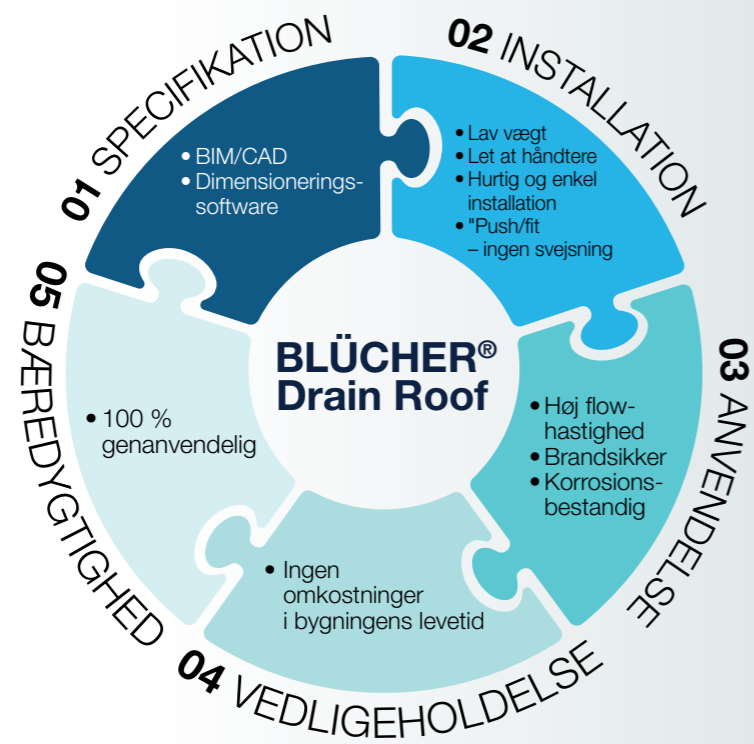 BLÜCHER®
Drain Roof
01 SPECIFIKATION
• BIM/CAD
• Dimensionerings-
software
02 INSTALLATION
• Lav vægt
• Let at håndtere
• Hurtig og enkel
installation
• "Push/fit
– ingen svejsning
03 ANVENDELSE
• Høj flow-
hastighed
• Brandsikker
• Korrosions-
bestandig
04 VEDLIGEHOLDELSE
• Ingen
omkostninger
i bygningens levetid
05 BÆREDYGTIGHED
• 100 %
genanvendelig